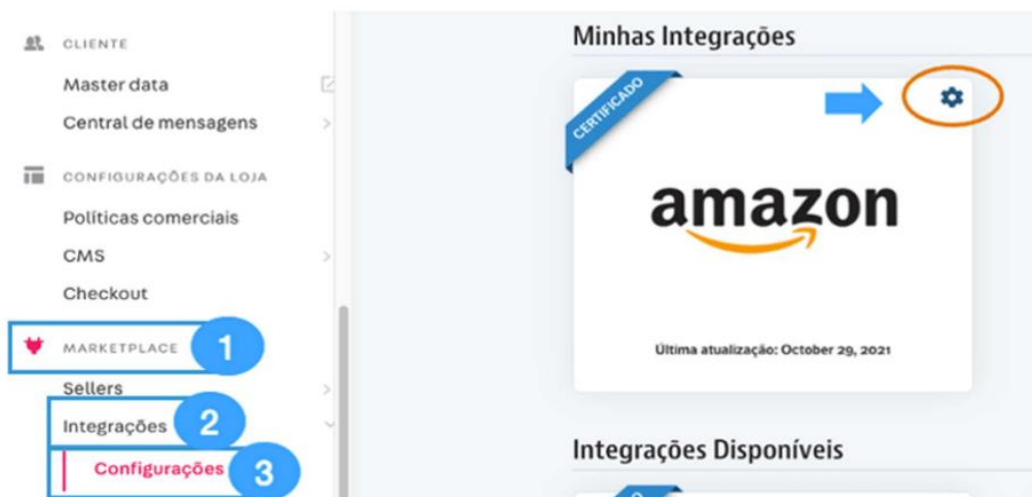 CLIENTE
Master data
Central de mensagens
CONFIGURAÇÕES DA LOJA
Políticas comerciais
CMS
Checkout
MARKETPLACE 1
Sellers
Integrações 2
Configurações 3
Minhas Integrações
CERTIFICADO
amazon
Última atualização: October 29, 2021
Integrações Disponíveis